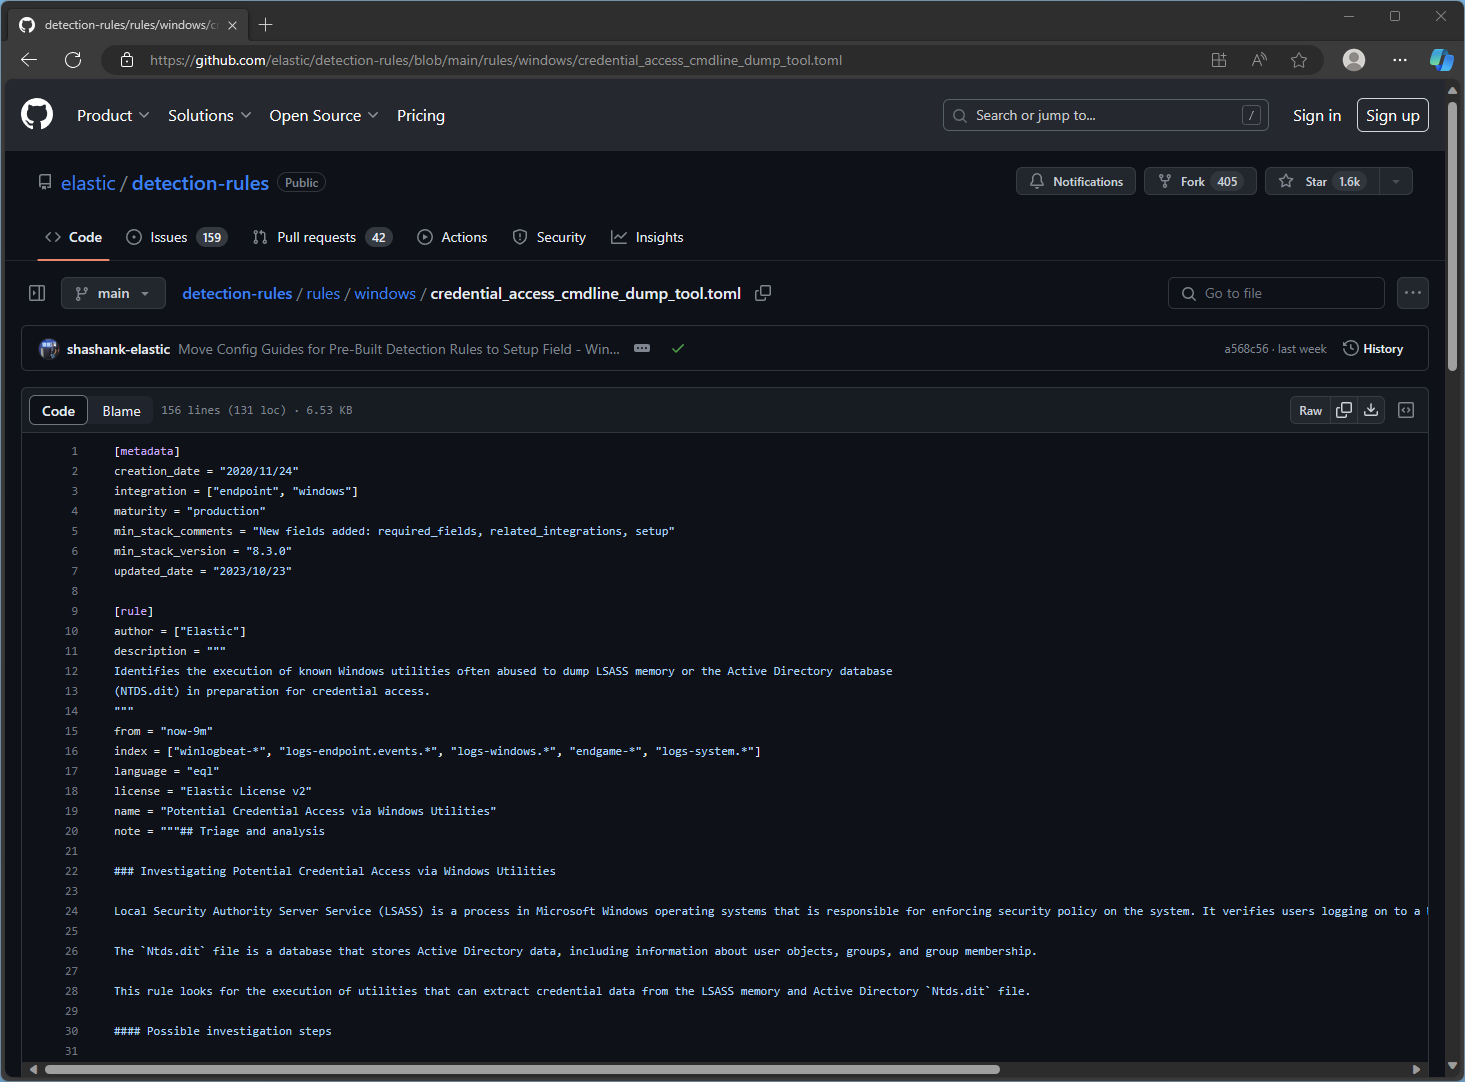 detection-rules/rules/windows/c
https://github.com/elastic/detection-rules/blob/main/rules/windows/credential_access_cmdline_dump_tool.toml
Product Solutions Open Source Pricing Search or jump to... / Sign in Sign up
elastic / detection-rules Public Notifications Fork 405 Star 1.6k
Code Issues 159 Pull requests 42 Actions Security Insights
main detection-rules / rules / windows / credential_access_cmdline_dump_tool.toml Go to file
shashank-elastic Move Config Guides for Pre-Built Detection Rules to Setup Field - Win... a568c56 · last week History
Code Blame 156 lines (131 loc) · 6.53 KB Raw
1 [metadata]
2 creation_date = "2020/11/24"
3 integration = ["endpoint", "windows"]
4 maturity = "production"
5 min_stack_comments = "New fields added: required_fields, related_integrations, setup"
6 min_stack_version = "8.3.0"
7 updated_date = "2023/10/23"
8
9 [rule]
10 author = ["Elastic"]
11 description = """
12 Identifies the execution of known Windows utilities often abused to dump LSASS memory or the Active Directory database
13 (NTDS.dit) in preparation for credential access.
14 """
15 from = "now-9m"
16 index = ["winlogbeat-*", "logs-endpoint.events.*", "logs-windows.*", "endgame-*", "logs-system.*"]
17 language = "eql"
18 license = "Elastic License v2"
19 name = "Potential Credential Access via Windows Utilities"
20 note = """## Triage and analysis
21
22 ### Investigating Potential Credential Access via Windows Utilities
23
24 Local Security Authority Server Service (LSASS) is a process in Microsoft Windows operating systems that is responsible for enforcing security policy on the system. It verifies users logging on to a
25
26 The `Ntds.dit` file is a database that stores Active Directory data, including information about user objects, groups, and group membership.
27
28 This rule looks for the execution of utilities that can extract credential data from the LSASS memory and Active Directory `Ntds.dit` file.
29
30 #### Possible investigation steps
31